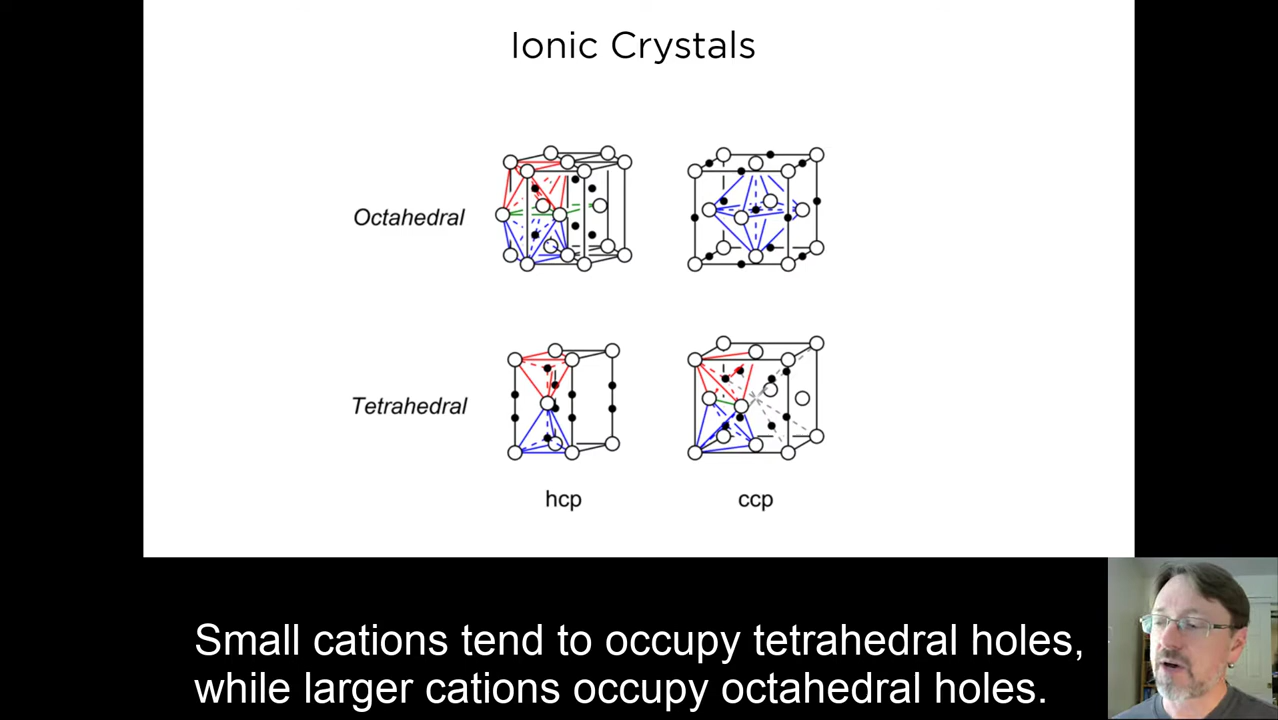 Ionic Crystals
Octahedral
Tetrahedral
hcp
ccp
Small cations tend to occupy tetrahedral holes,
while larger cations occupy octahedral holes.